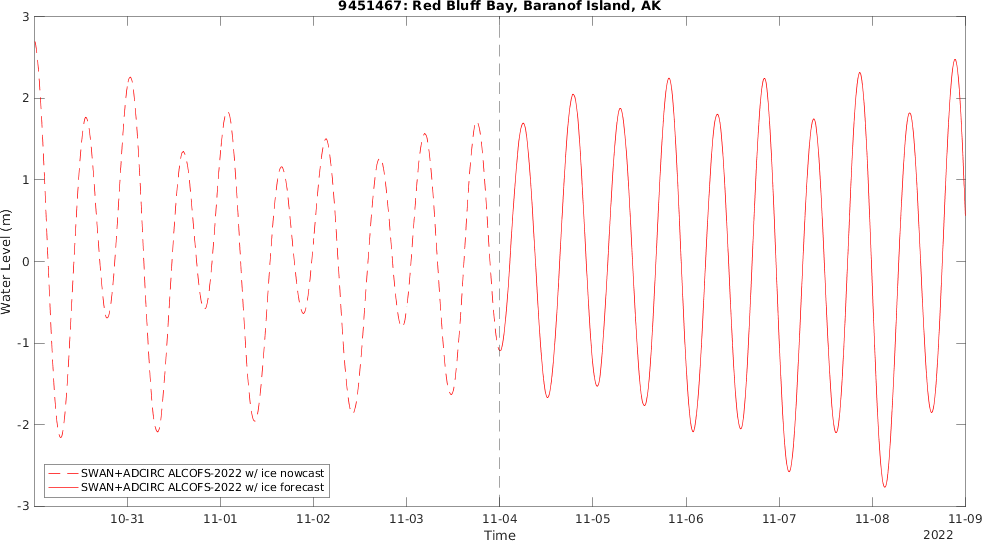 9451467: Red Bluff Bay, Baranof Island, AK
3
2
1
0
-1
-2
-3
Water Level (m)
SWAN+ADCIRC ALCOFS-2022 w/ ice nowcast
SWAN+ADCIRC ALCOFS-2022 w/ ice forecast
10-31 11-01 11-02 11-03 11-04 11-05 11-06 11-07 11-08 11-09
Time
2022